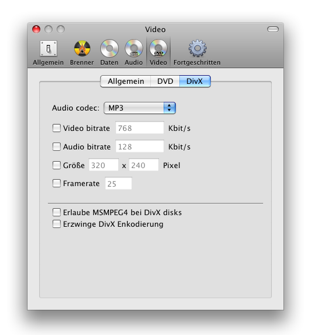 Video
Allgemein Brenner Daten Audio Video Fortgeschritten
Allgemein DVD DivX
Audio codec: MP3
Video bitrate 768 Kbit/s
Audio bitrate 128 Kbit/s
Größe 320 x 240 Pixel
Framerate 25
Erlaube MSMPEG4 bei DivX disks
Erzwinge DivX Enkodierung